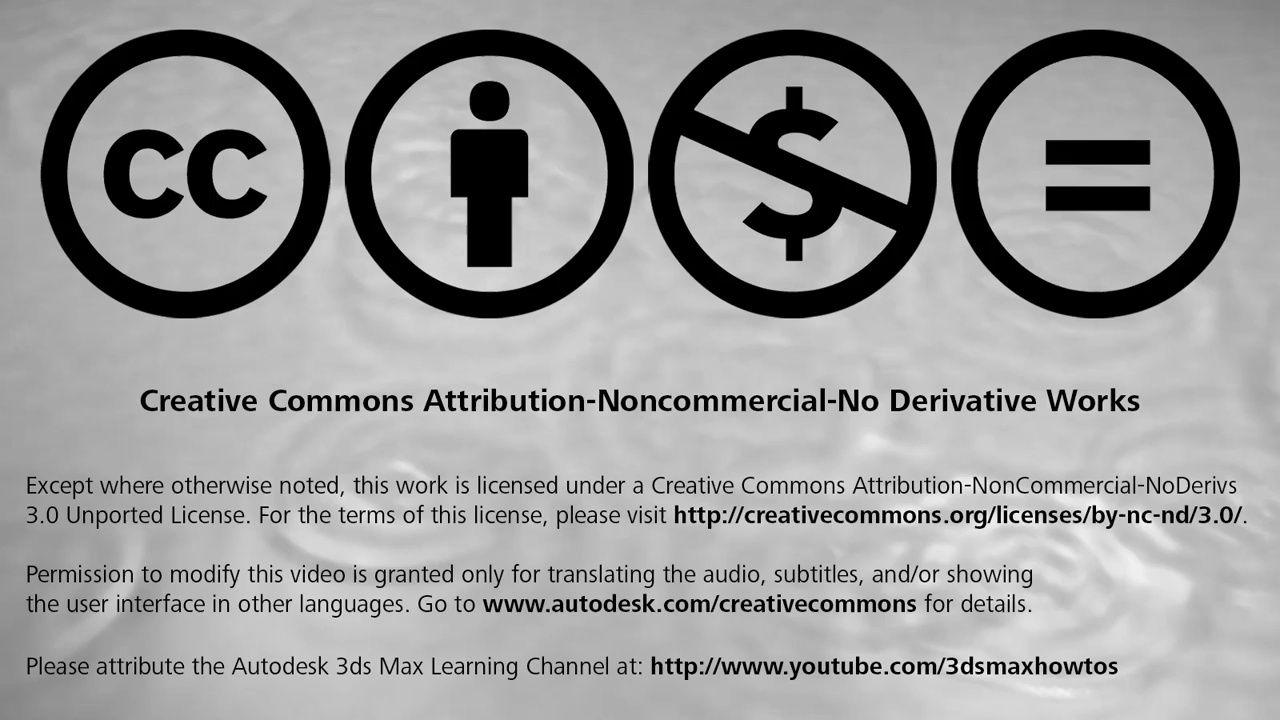 cc $ =
Creative Commons Attribution-Noncommercial-No Derivative Works
Except where otherwise noted, this work is licensed under a Creative Commons Attribution-NonCommercial-NoDerivs
3.0 Unported License. For the terms of this license, please visit http://creativecommons.org/licenses/by-nc-nd/3.0/.
Permission to modify this video is granted only for translating the audio, subtitles, and/or showing
the user interface in other languages. Go to www.autodesk.com/creativecommons for details.
Please attribute the Autodesk 3ds Max Learning Channel at: http://www.youtube.com/3dsmaxhowtos